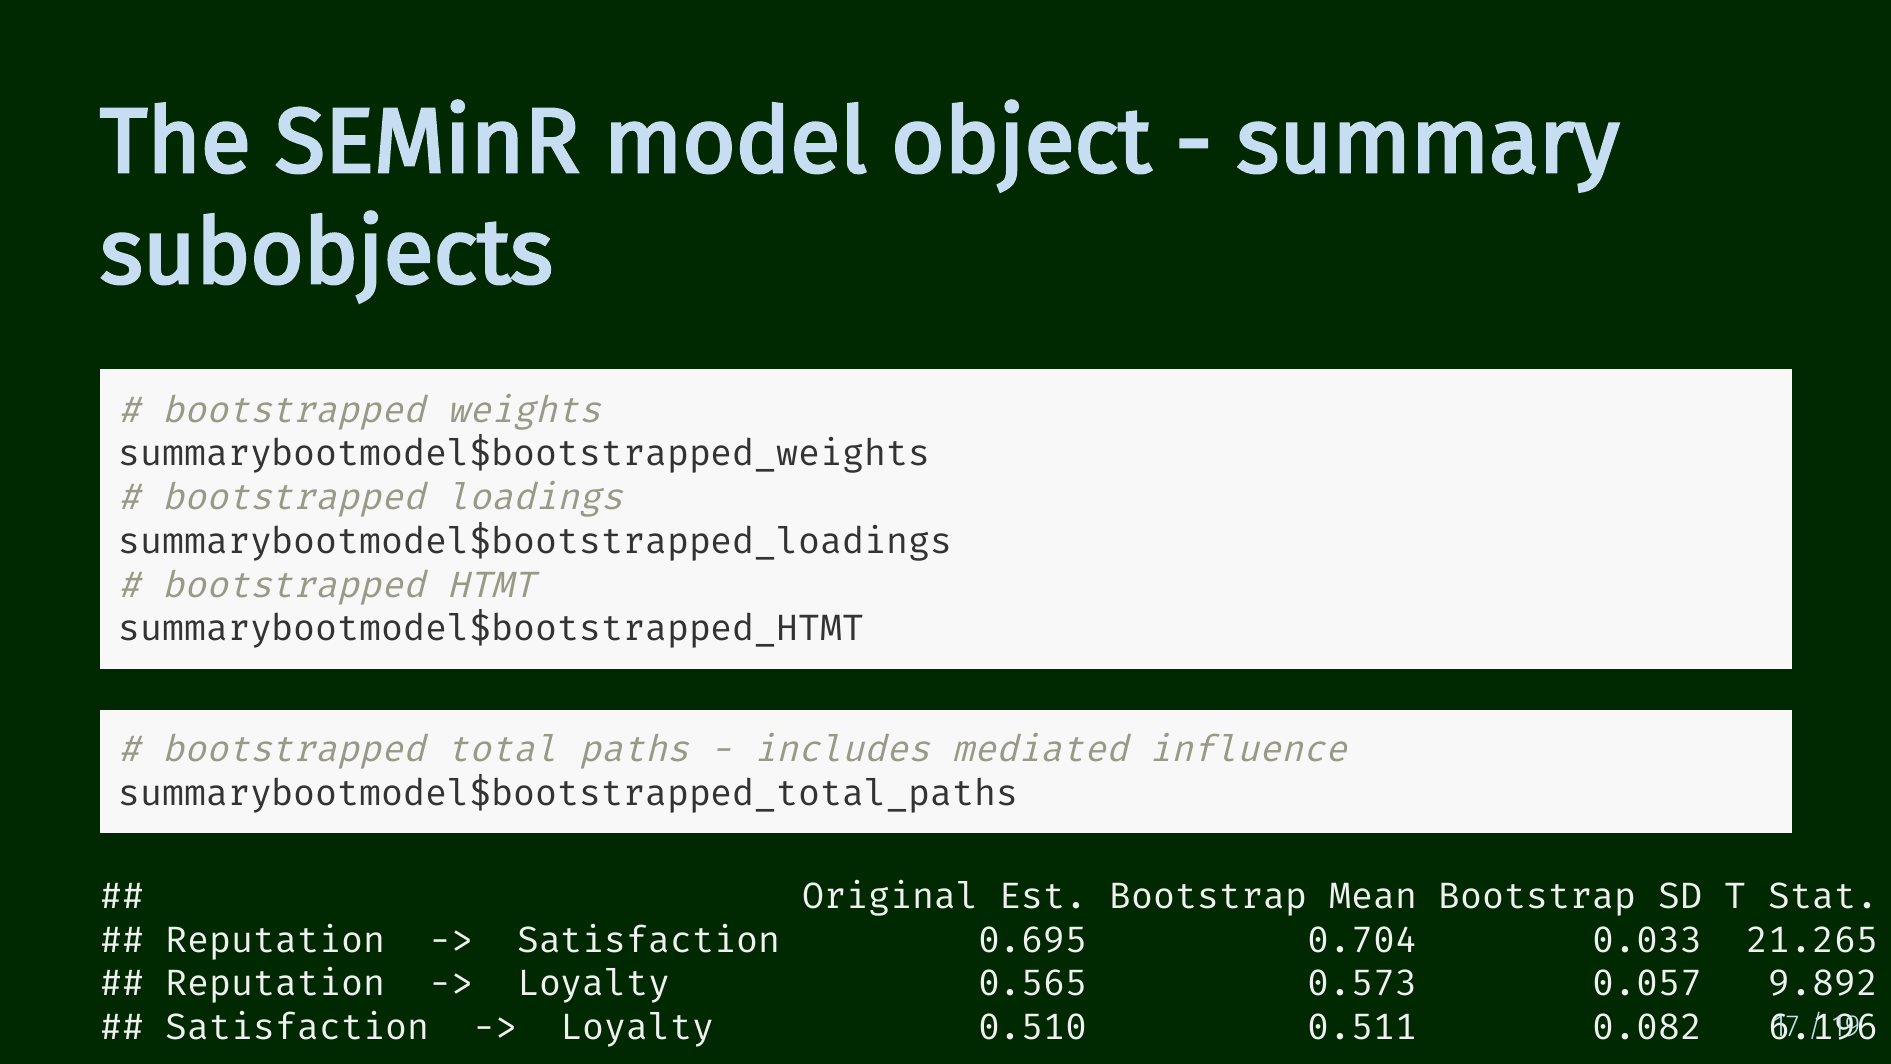 The SEMinR model object - summary
subobjects
# bootstrapped weights
summarybootmodel$bootstrapped_weights
# bootstrapped loadings
summarybootmodel$bootstrapped_loadings
# bootstrapped HTMT
summarybootmodel$bootstrapped_HTMT
# bootstrapped total paths - includes mediated influence
summarybootmodel$bootstrapped_total_paths
## Original Est. Bootstrap Mean Bootstrap SD T Stat.
## Reputation -> Satisfaction 0.695 0.704 0.033 21.265
## Reputation -> Loyalty 0.565 0.573 0.057 9.892
## Satisfaction -> Loyalty 0.510 0.511 0.082 6.196
17 / 19